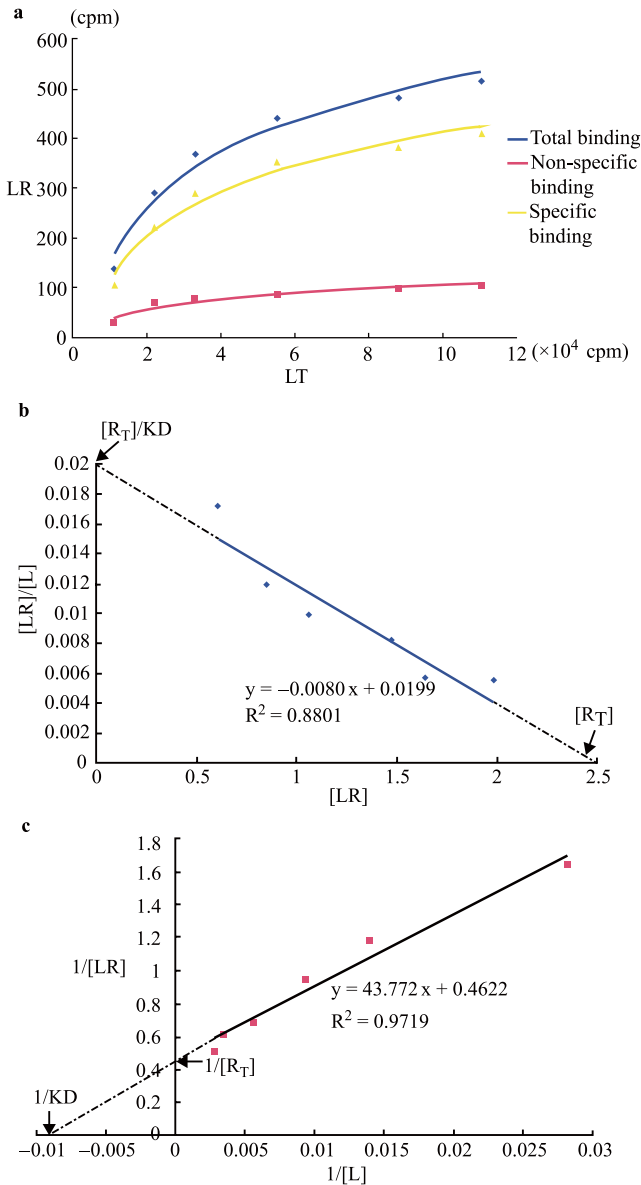 a
(cpm)
600
500
400
LR 300
200
100
0
0 2 4 6 8 10 12 (×10⁴ cpm)
LT
Total binding
Non-specific
binding
Specific
binding
b
[R_T]/KD
0.02
0.018
0.016
0.014
0.012
0.01
0.008
0.006
0.004
0.002
0
[LR]/[L]
y = –0.0080 x + 0.0199
R² = 0.8801
[R_T]
0 0.5 1 1.5 2 2.5
[LR]
c
1.8
1.6
1.4
1.2
1/[LR] 1
0.8
0.6
0.4
0.2
0
y = 43.772 x + 0.4622
R² = 0.9719
1/[R_T]
1/KD
–0.01 –0.005 0 0.005 0.01 0.015 0.02 0.025 0.03
1/[L]